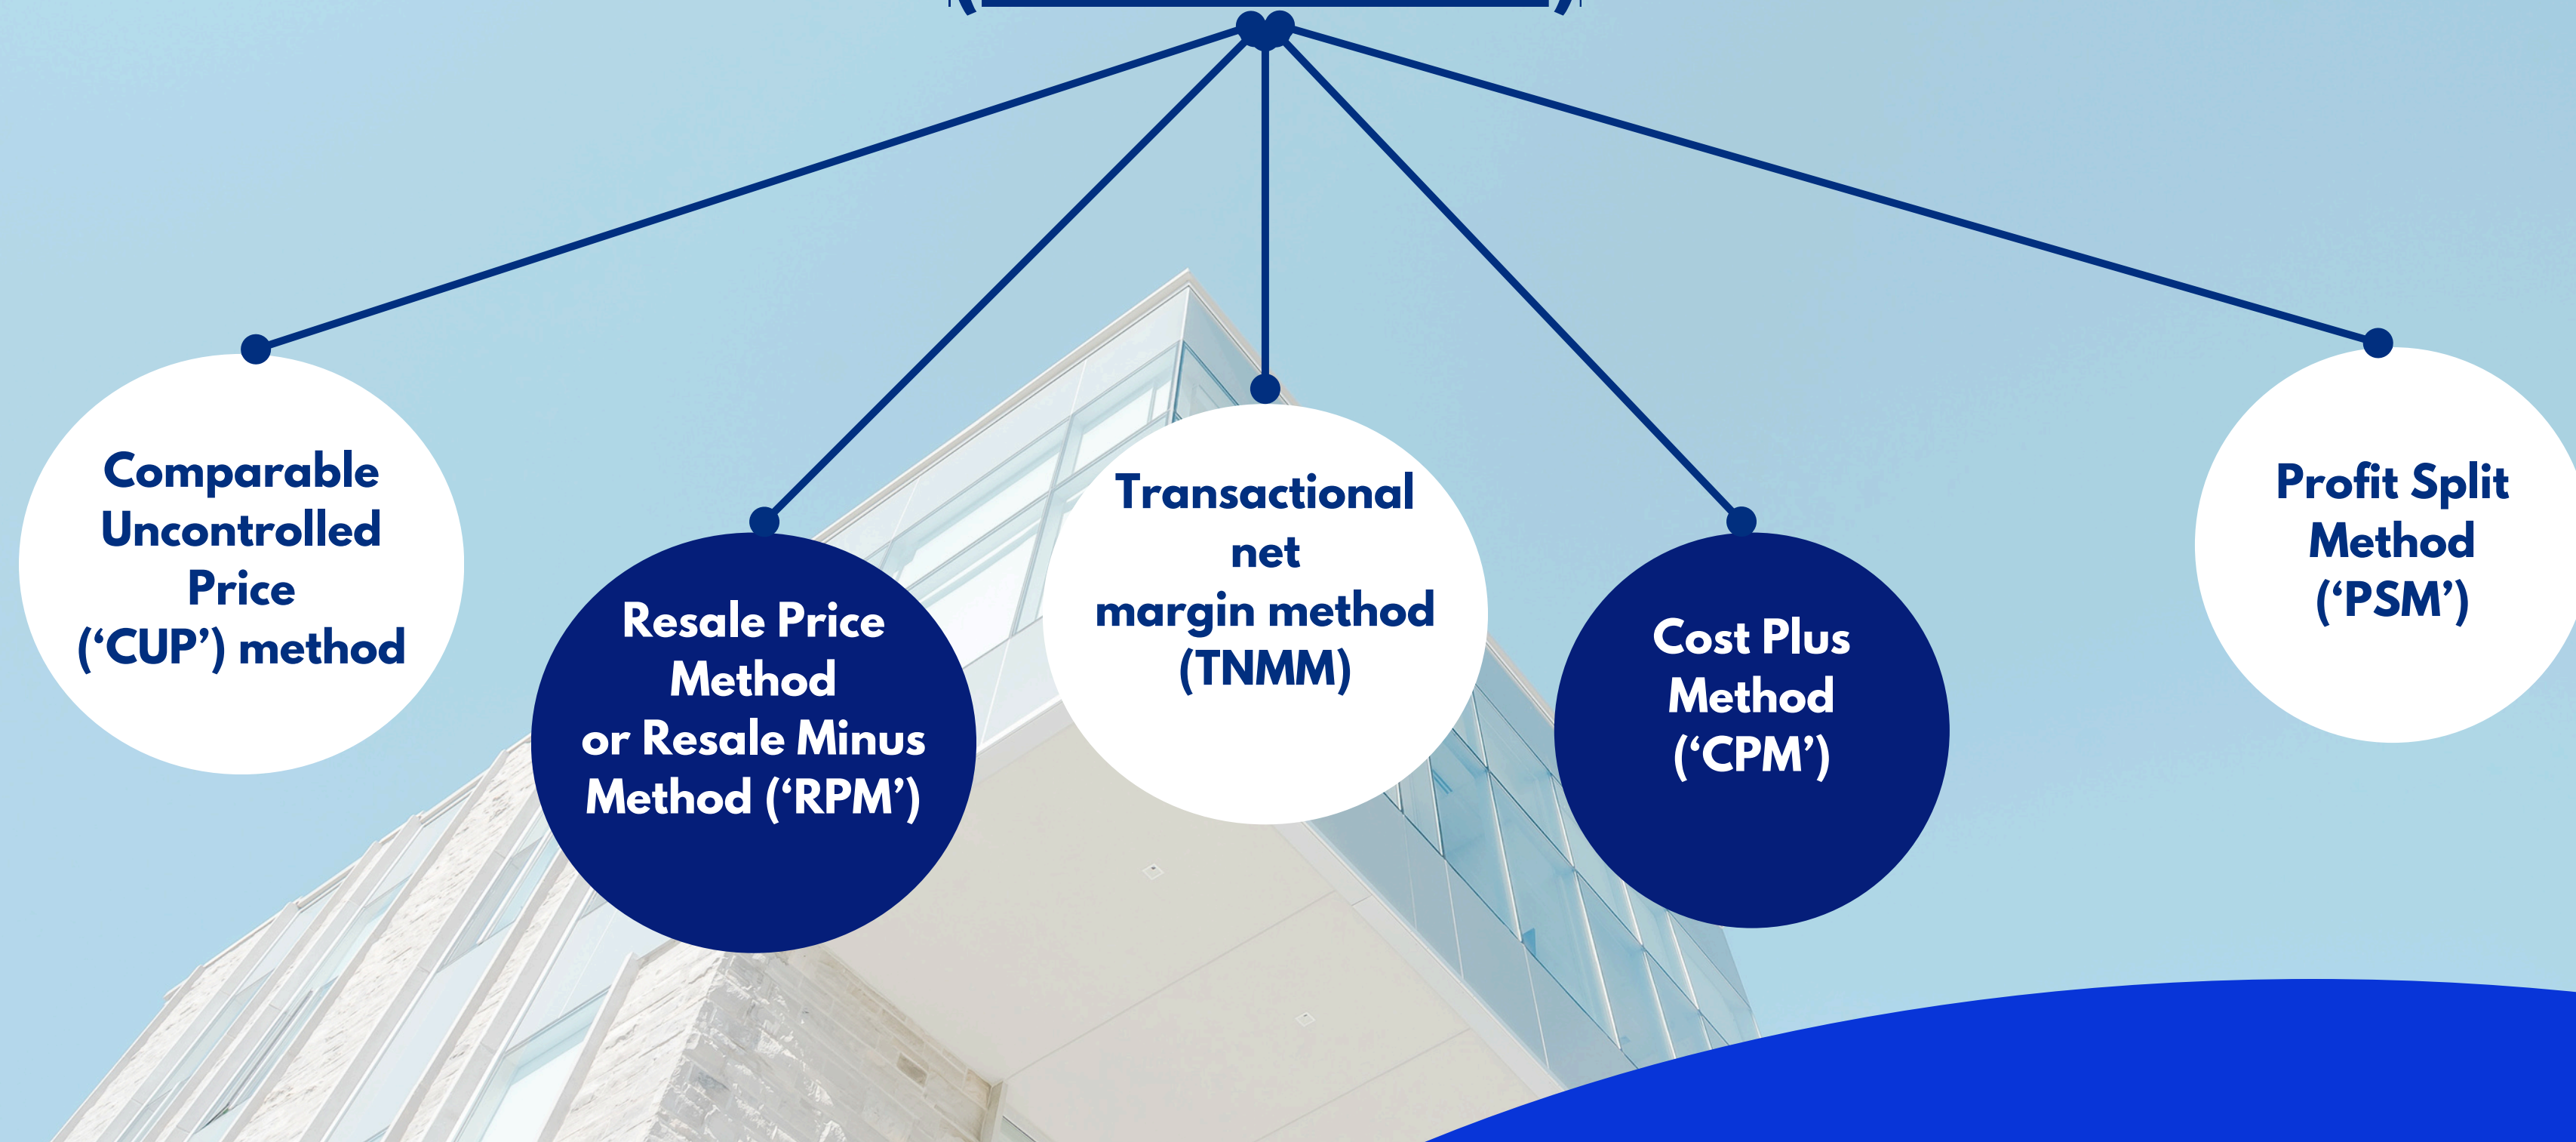 Comparable
Uncontrolled
Price
(‘CUP’) method
Resale Price
Method
or Resale Minus
Method (‘RPM’)
Transactional
net
margin method
(TNMM)
Cost Plus
Method
(‘CPM’)
Profit Split
Method
(‘PSM’)